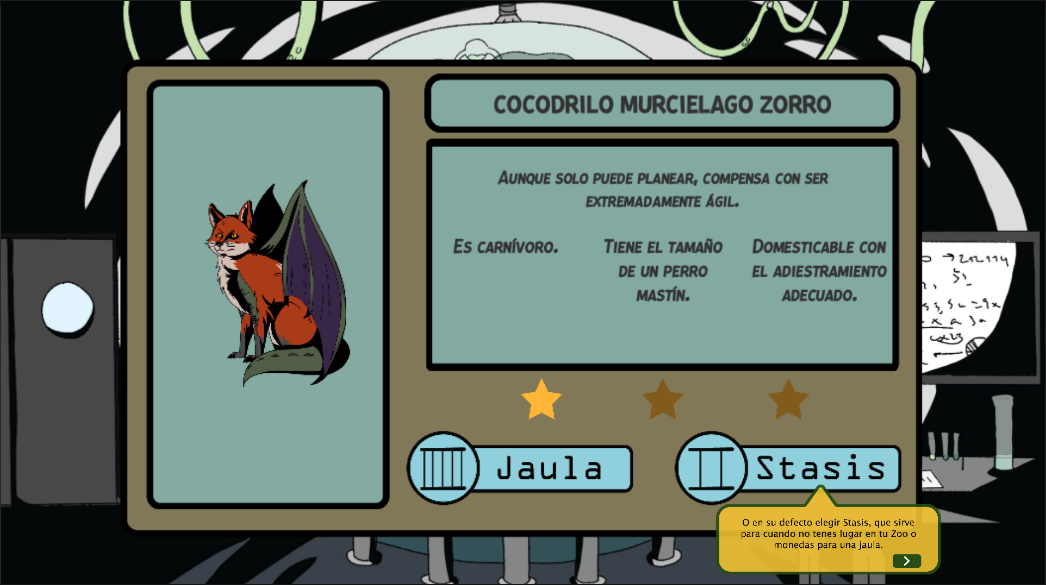 COCODRILO MURCIELAGO ZORRO
AUNQUE SOLO PUEDE PLANEAR, COMPENSA CON SER
EXTREMADAMENTE ÁGIL.
ES CARNÍVORO.
TIENE EL TAMAÑO
DE UN PERRO
MASTÍN.
DOMESTICABLE CON
EL ADIESTRAMIENTO
ADECUADO.
Jaula
Stasis
O en su defecto elegir Stasis, que sirve
para cuando no tenes lugar en tu Zoo o
monedas para una jaula.